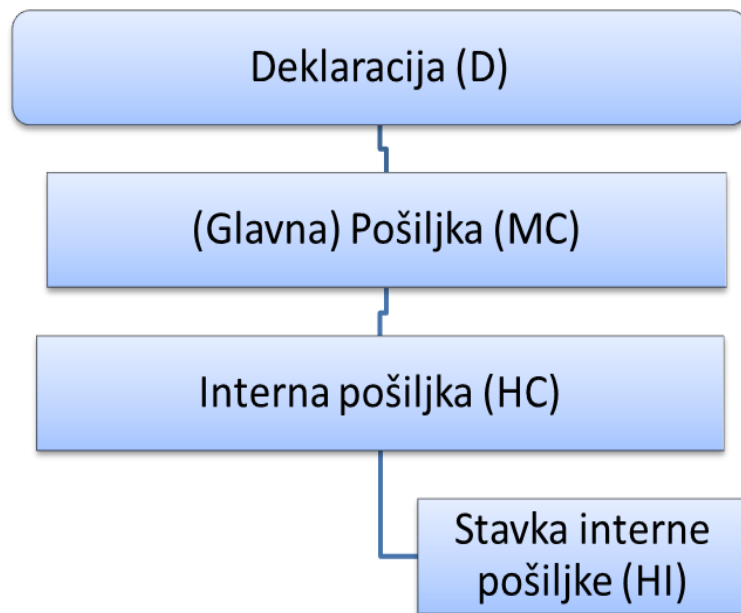 Deklaracija (D)
(Glavna) Pošiljka (MC)
Interna pošiljka (HC)
Stavka interne
pošiljke (HI)